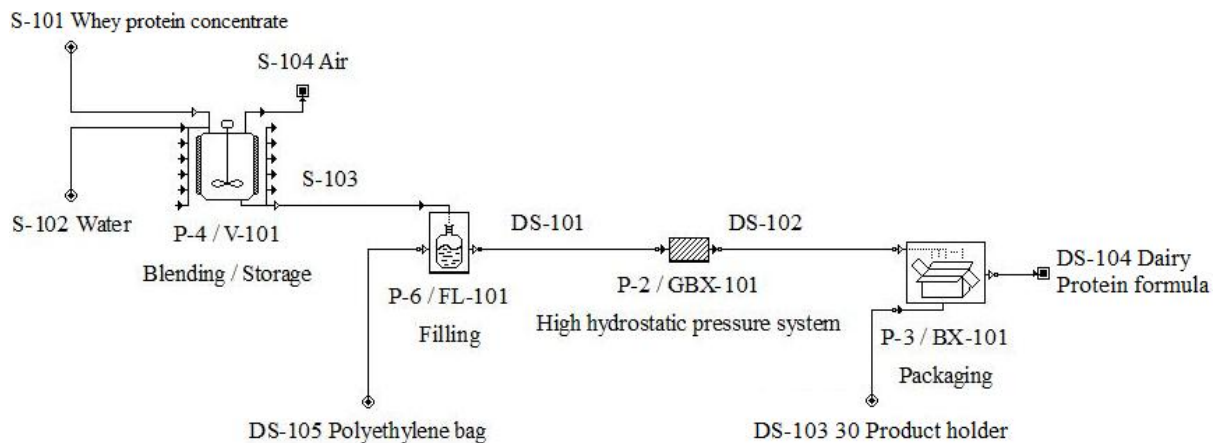 S-101 Whey protein concentrate
S-104 Air
S-103
S-102 Water
P-4 / V-101
Blending / Storage
DS-101
DS-102
P-6 / FL-101
Filling
P-2 / GBX-101
High hydrostatic pressure system
DS-104 Dairy
Protein formula
P-3 / BX-101
Packaging
DS-105 Polyethylene bag
DS-103 30 Product holder